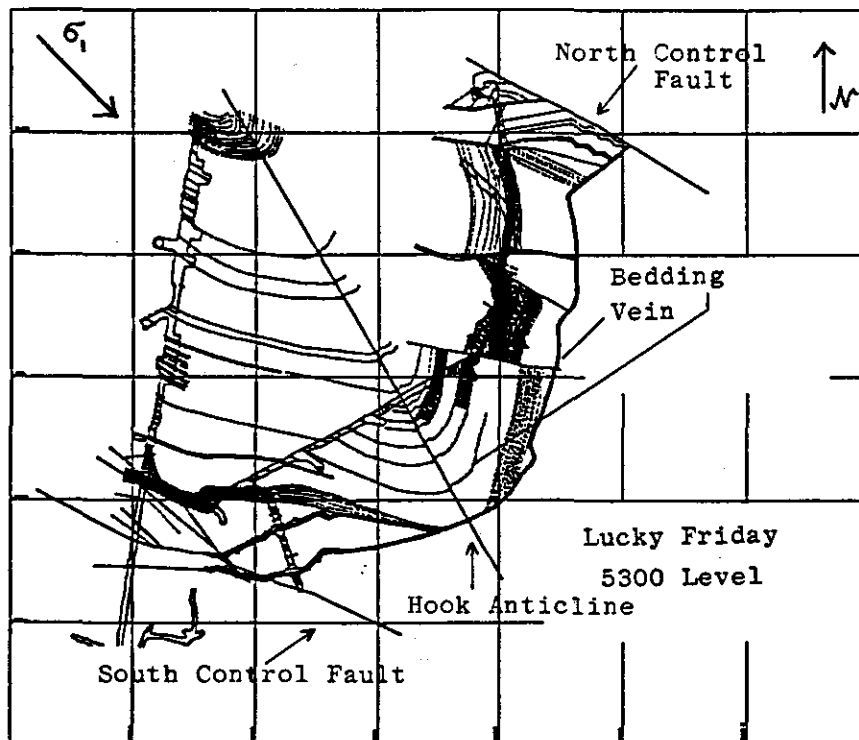 σ₁
North Control
Fault
N
Bedding
Vein
Lucky Friday
5300 Level
Hook Anticline
South Control Fault